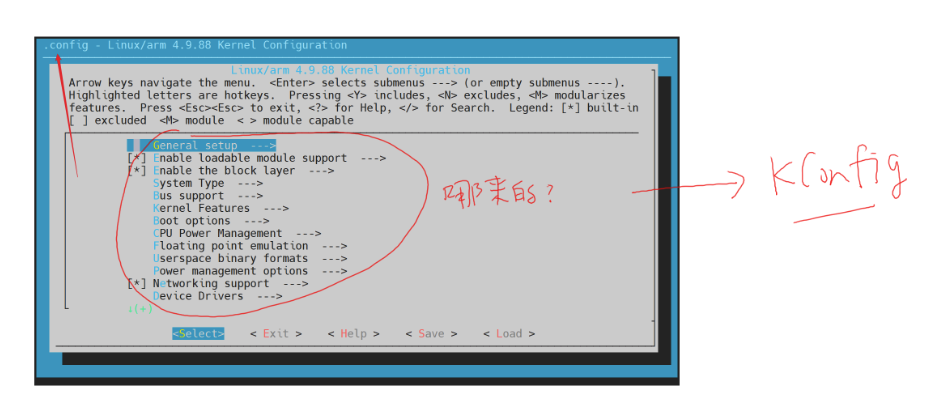 .config - Linux/arm 4.9.88 Kernel Configuration
Linux/arm 4.9.88 Kernel Configuration
Arrow keys navigate the menu.  <Enter> selects submenus ---> (or empty submenus ----).
Highlighted letters are hotkeys.  Pressing <Y> includes, <N> excludes, <M> modularizes
features.  Press <Esc><Esc> to exit, <?> for Help, </> for Search.  Legend: [*] built-in
[ ] excluded  <M> module  < > module capable
General setup  --->
[*] Enable loadable module support  --->
[*] Enable the block layer  --->
System Type  --->
Bus support  --->
Kernel Features  --->
Boot options  --->
CPU Power Management  --->
Floating point emulation  --->
Userspace binary formats  --->
Power management options  --->
[*] Networking support  --->
Device Drivers  --->
↓(+)
<Select>    < Exit >    < Help >    < Save >    < Load >
哪来的?
KConfig